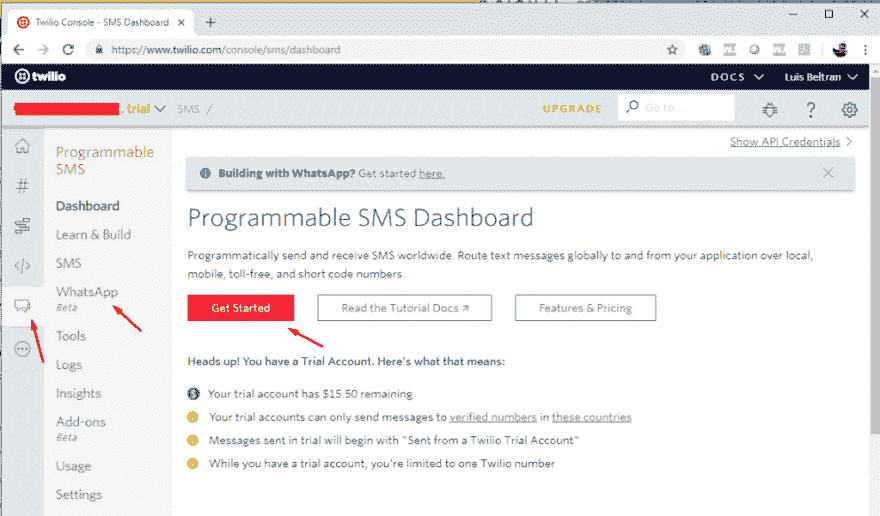 Twilio Console - SMS Dashboard
https://www.twilio.com/console/sms/dashboard
twilio
DOCS
Luis Beltran
. trial
SMS /
UPGRADE
Go to...
Show API Credentials
Programmable
SMS
Dashboard
Learn & Build
SMS
WhatsApp
Beta
Tools
Logs
Insights
Add-ons
Beta
Usage
Settings
Building with WhatsApp? Get started here.
Programmable SMS Dashboard
Programmatically send and receive SMS worldwide. Route text messages globally to and from your application over local,
mobile, toll-free, and short code numbers.
Get Started
Read the Tutorial Docs
Features & Pricing
Heads up! You have a Trial Account. Here's what that means:
Your trial account has $15.50 remaining
Your trial accounts can only send messages to verified numbers in these countries
Messages sent in trial will begin with "Sent from a Twilio Trial Account"
While you have a trial account, you're limited to one Twilio number